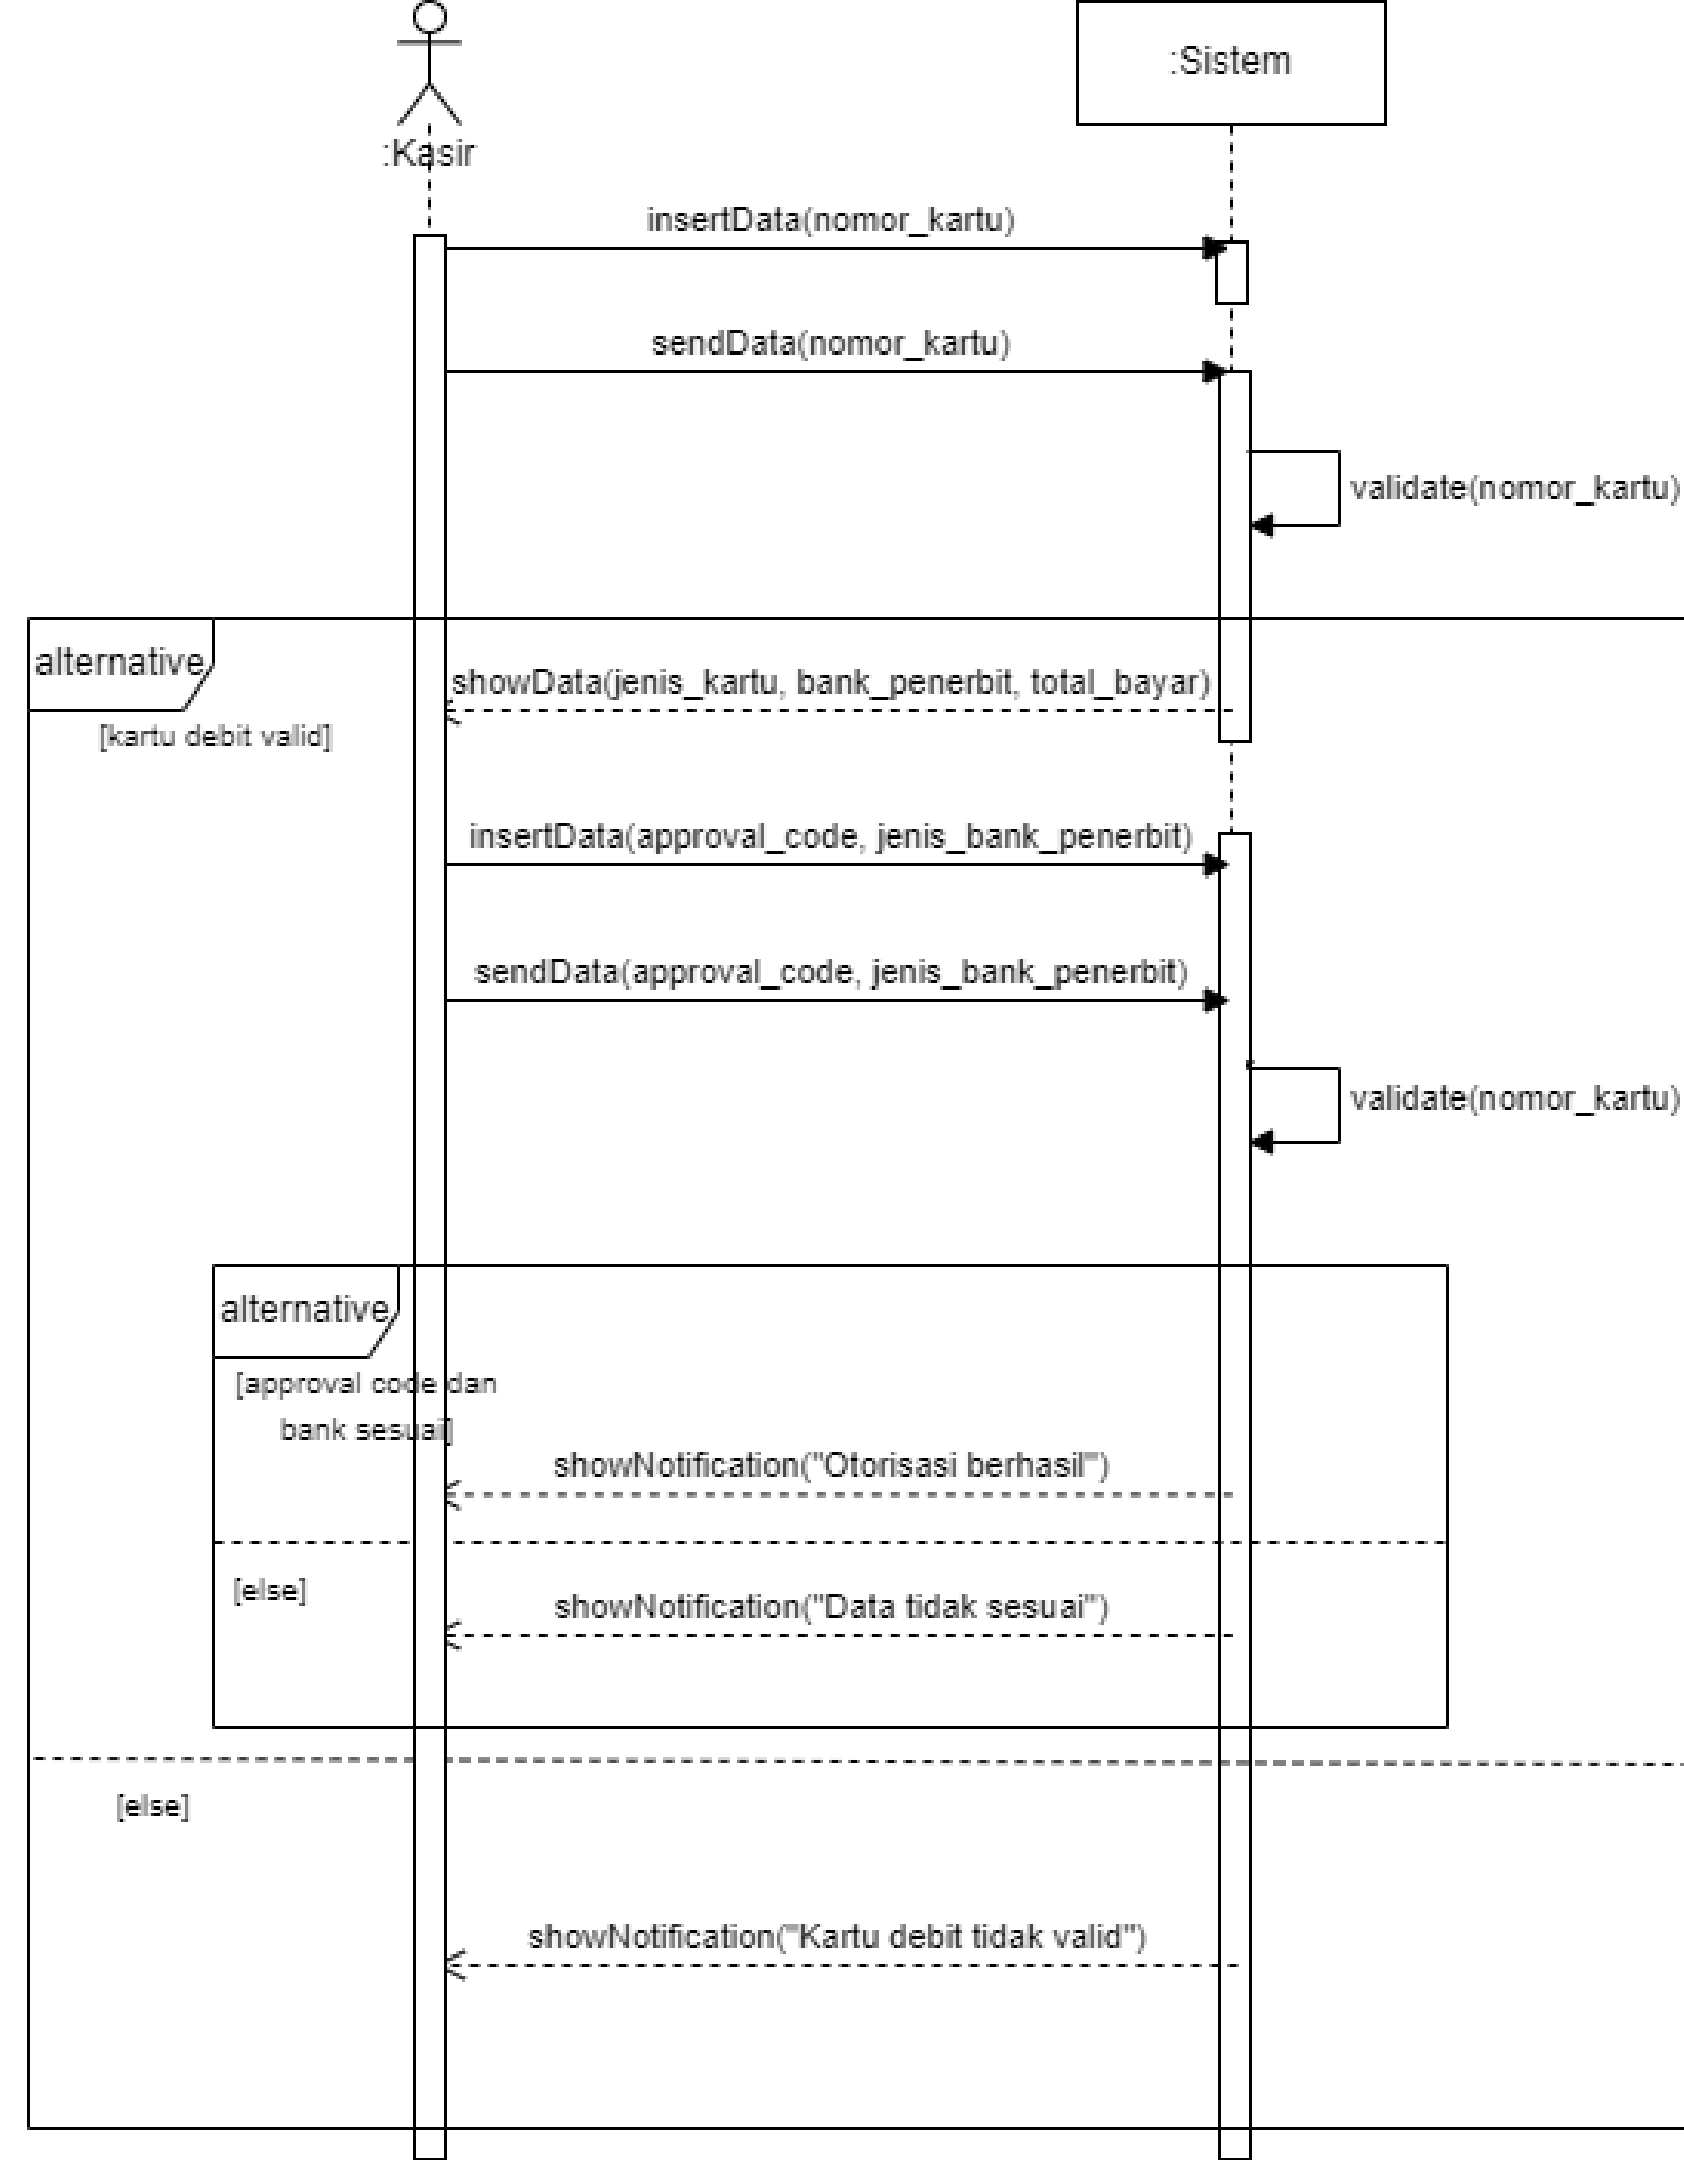 :Sistem
:Kasir
insertData(nomor_kartu)
sendData(nomor_kartu)
validate(nomor_kartu)
alternative
showData(jenis_kartu, bank_penerbit, total_bayar)
[kartu debit valid]
insertData(approval_code, jenis_bank_penerbit)
sendData(approval_code, jenis_bank_penerbit)
validate(nomor_kartu)
alternative
[approval code dan
bank sesuai]
showNotification("Otorisasi berhasil")
[else]
showNotification("Data tidak sesuai")
[else]
showNotification("Kartu debit tidak valid")